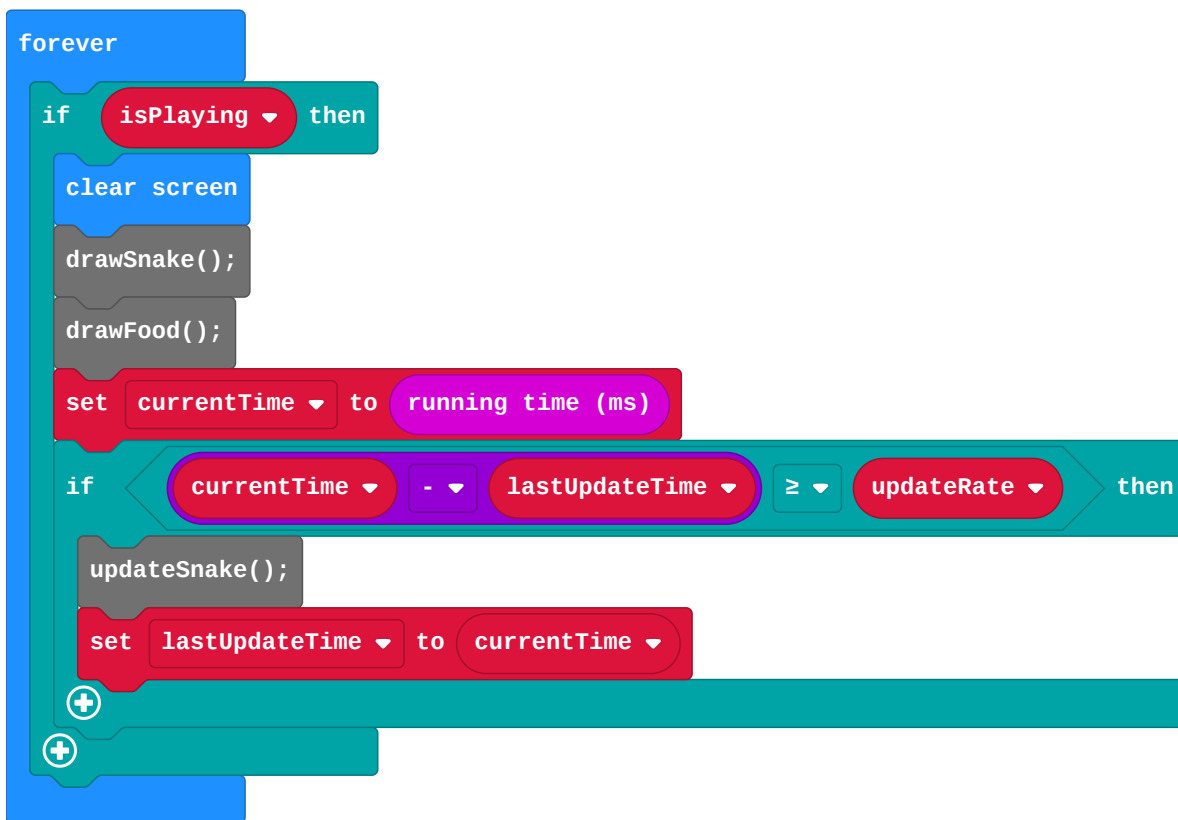 forever
if isPlaying then
clear screen
drawSnake();
drawFood();
set currentTime to running time (ms)
if currentTime - lastUpdateTime ≥ updateRate then
updateSnake();
set lastUpdateTime to currentTime